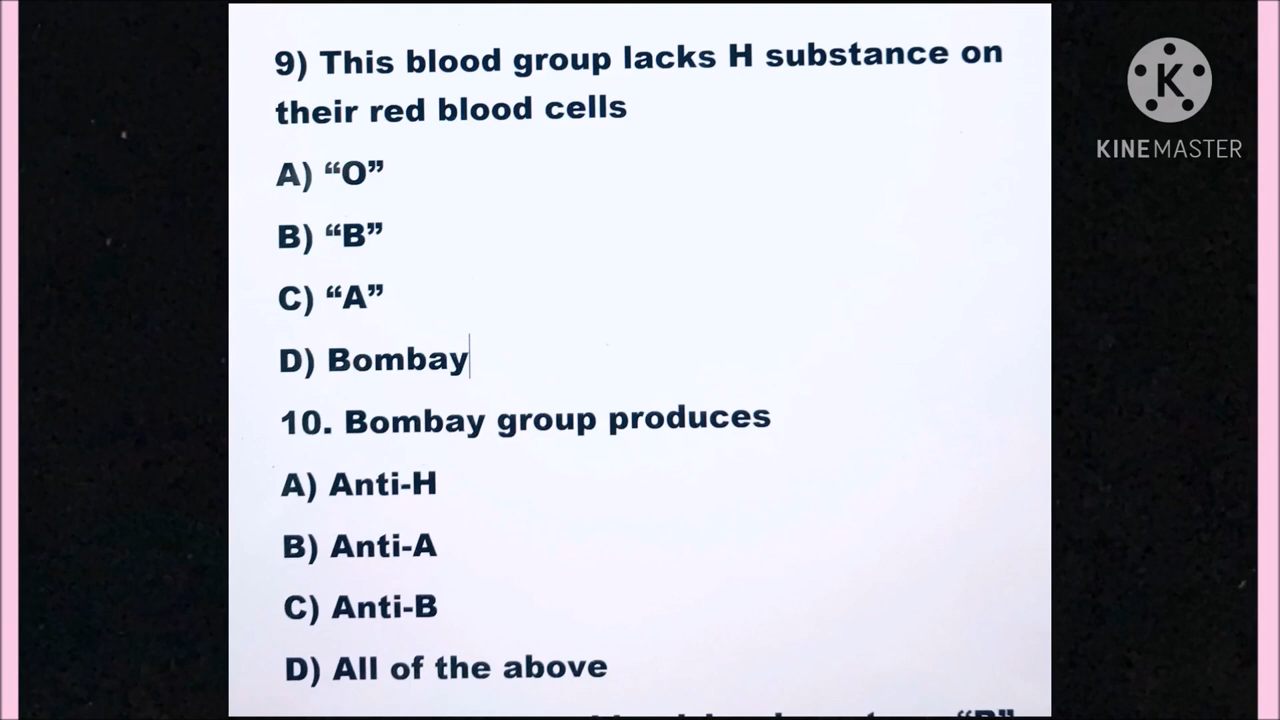 9) This blood group lacks H substance on
their red blood cells
A) “O”
B) “B”
C) “A”
D) Bombay
10. Bombay group produces
A) Anti-H
B) Anti-A
C) Anti-B
D) All of the above
K
KINEMASTER